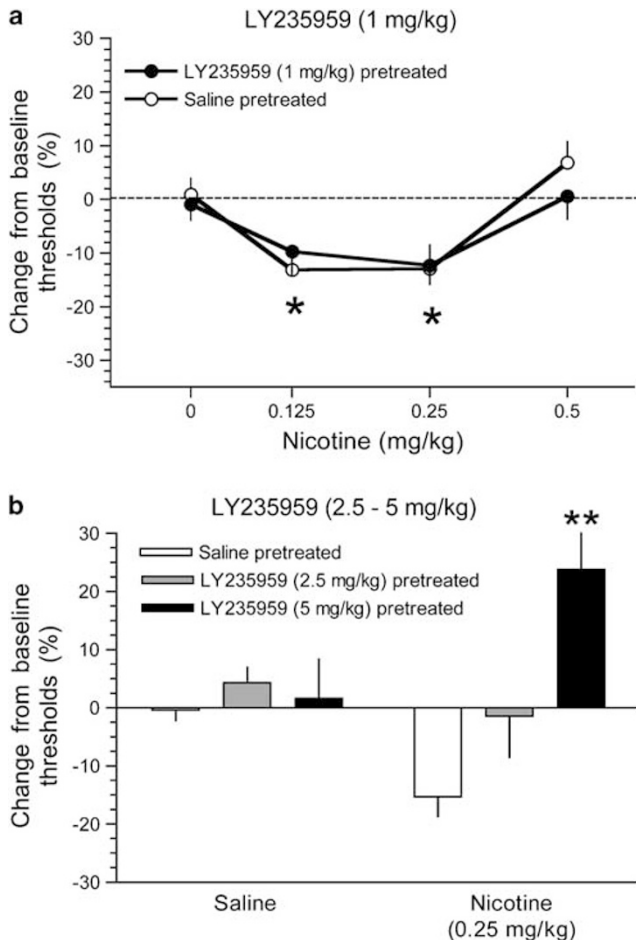 a
LY235959 (1 mg/kg)
LY235959 (1 mg/kg) pretreated
Saline pretreated
Change from baseline
thresholds (%)
30
20
10
0
-10
-20
-30
*
*
0
0.125
0.25
0.5
Nicotine (mg/kg)
b
LY235959 (2.5 - 5 mg/kg)
Saline pretreated
LY235959 (2.5 mg/kg) pretreated
LY235959 (5 mg/kg) pretreated
**
Change from baseline
thresholds (%)
30
20
10
0
-10
-20
-30
Saline
Nicotine
(0.25 mg/kg)